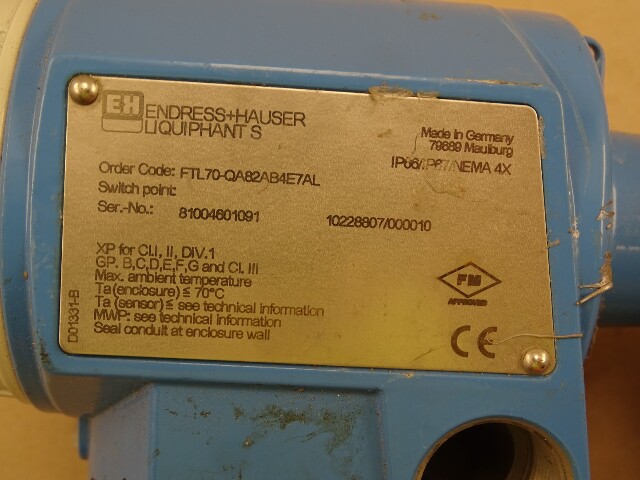 EH ENDRESS+HAUSER
LIQUIPHANT S
Made in Germany
79689 Maulburg
IP66/IP67/NEMA 4X
Order Code: FTL70-QA82AB4E7AL
Switch point:
Ser.-No.: 81004601091 10228807/000010
XP for Cl.I, II, DIV.1
GP. B,C,D,E,F,G and Cl. III
Max. ambient temperature
Ta (enclosure) ≤ 70°C
Ta (sensor) ≤ see technical information
MWP: see technical information
Seal conduit at enclosure wall
D01331-B
FM
APPROVED
CE